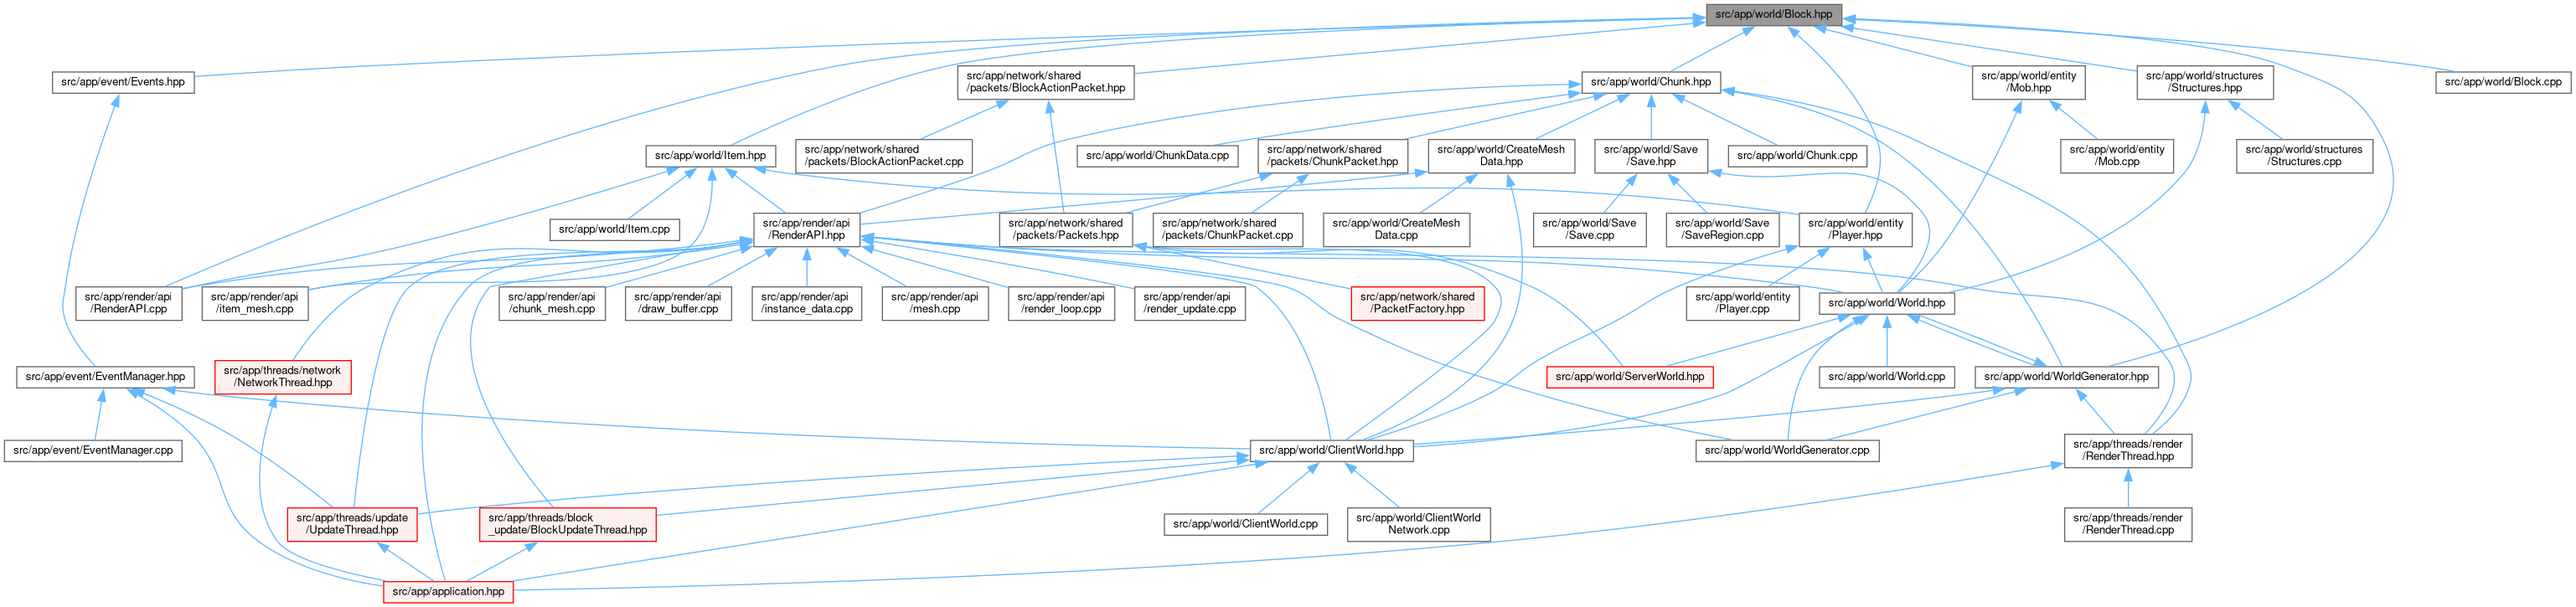 src/app/world/Block.hpp
src/app/event/Events.hpp
src/app/network/shared
/packets/BlockActionPacket.hpp
src/app/world/Chunk.hpp
src/app/world/entity
/Mob.hpp
src/app/world/structures
/Structures.hpp
src/app/world/Block.cpp
src/app/world/Item.hpp
src/app/network/shared
/packets/BlockActionPacket.cpp
src/app/world/ChunkData.cpp
src/app/network/shared
/packets/ChunkPacket.hpp
src/app/world/CreateMesh
Data.hpp
src/app/world/Save
/Save.hpp
src/app/world/Chunk.cpp
src/app/world/entity
/Mob.cpp
src/app/world/structures
/Structures.cpp
src/app/world/Item.cpp
src/app/render/api
/RenderAPI.hpp
src/app/network/shared
/packets/Packets.hpp
src/app/network/shared
/packets/ChunkPacket.cpp
src/app/world/CreateMesh
Data.cpp
src/app/world/Save
/Save.cpp
src/app/world/Save
/SaveRegion.cpp
src/app/world/entity
/Player.hpp
src/app/render/api
/RenderAPI.cpp
src/app/render/api
/item_mesh.cpp
src/app/render/api
/chunk_mesh.cpp
src/app/render/api
/draw_buffer.cpp
src/app/render/api
/instance_data.cpp
src/app/render/api
/mesh.cpp
src/app/render/api
/render_loop.cpp
src/app/render/api
/render_update.cpp
src/app/network/shared
/PacketFactory.hpp
src/app/world/entity
/Player.cpp
src/app/world/World.hpp
src/app/event/EventManager.hpp
src/app/threads/network
/NetworkThread.hpp
src/app/world/ServerWorld.hpp
src/app/world/World.cpp
src/app/world/WorldGenerator.hpp
src/app/event/EventManager.cpp
src/app/world/ClientWorld.hpp
src/app/world/WorldGenerator.cpp
src/app/threads/render
/RenderThread.hpp
src/app/threads/update
/UpdateThread.hpp
src/app/threads/block
_update/BlockUpdateThread.hpp
src/app/world/ClientWorld.cpp
src/app/world/ClientWorld
Network.cpp
src/app/threads/render
/RenderThread.cpp
src/app/application.hpp